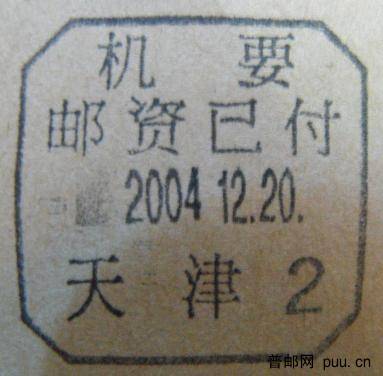 机 要
邮资已付
2004 12.20.
天 津 2
普邮网 puu.cn